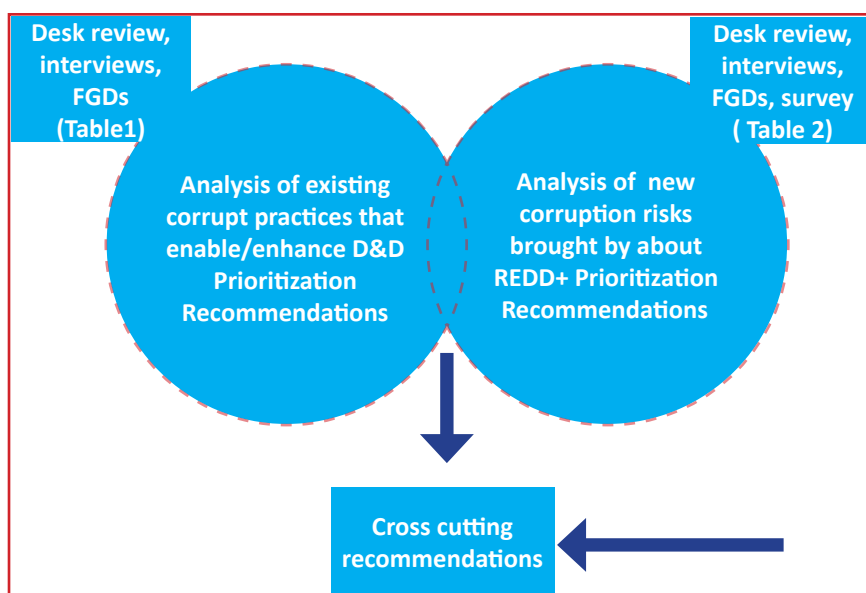 Desk review,
interviews,
FGDs
(Table1)
Desk review,
interviews,
FGDs, survey
( Table 2)
Analysis of existing
corrupt practices that
enable/enhance D&D
Prioritization
Recommendations
Analysis of new
corruption risks
brought by about
REDD+ Prioritization
Recommendations
Cross cutting
recommendations